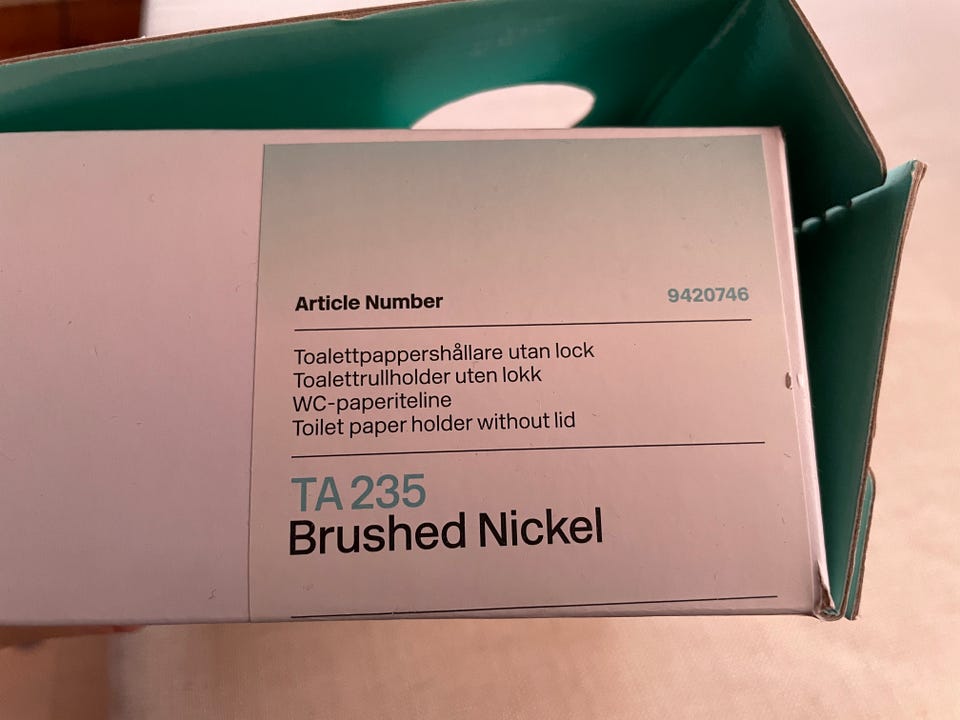 Article Number 9420746
Toalettpappershållare utan lock
Toalettrullholder uten lokk
WC-paperiteline
Toilet paper holder without lid
TA 235
Brushed Nickel